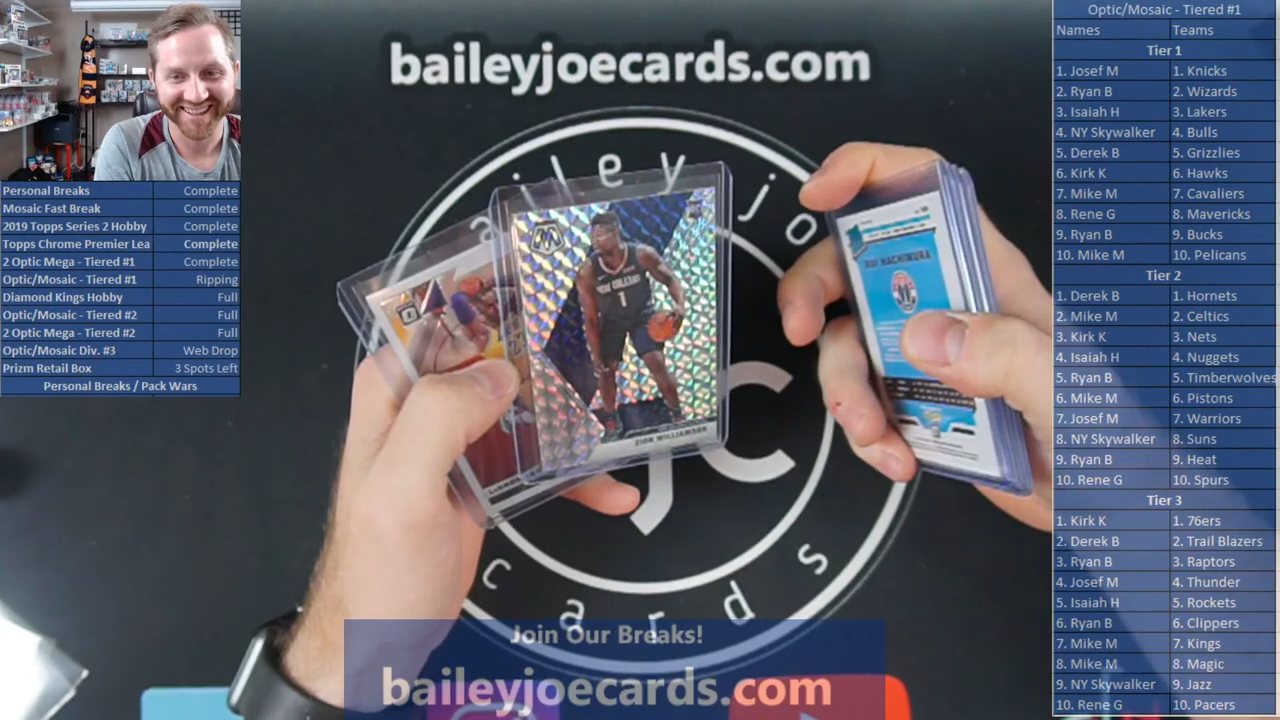 baileyjoecards.com
Personal Breaks Complete
Mosaic Fast Break Complete
2019 Topps Series 2 Hobby Complete
Topps Chrome Premier Lea Complete
2 Optic Mega - Tiered #1 Complete
Optic/Mosaic - Tiered #1 Ripping
Diamond Kings Hobby Full
Optic/Mosaic - Tiered #2 Full
2 Optic Mega - Tiered #2 Full
Optic/Mosaic Div. #3 Web Drop
Prizm Retail Box 3 Spots Left
Personal Breaks / Pack Wars
bailey jo
jc
cards
NEW ORLEANS
1
ZION WILLIAMSON
RUI HACHIMURA
Join Our Breaks!
baileyjoecards.com
Optic/Mosaic - Tiered #1
Names Teams
Tier 1
1. Josef M 1. Knicks
2. Ryan B 2. Wizards
3. Isaiah H 3. Lakers
4. NY Skywalker 4. Bulls
5. Derek B 5. Grizzlies
6. Kirk K 6. Hawks
7. Mike M 7. Cavaliers
8. Rene G 8. Mavericks
9. Ryan B 9. Bucks
10. Mike M 10. Pelicans
Tier 2
1. Derek B 1. Hornets
2. Mike M 2. Celtics
3. Kirk K 3. Nets
4. Isaiah H 4. Nuggets
5. Ryan B 5. Timberwolves
6. Mike M 6. Pistons
7. Josef M 7. Warriors
8. NY Skywalker 8. Suns
9. Ryan B 9. Heat
10. Rene G 10. Spurs
Tier 3
1. Kirk K 1. 76ers
2. Derek B 2. Trail Blazers
3. Ryan B 3. Raptors
4. Josef M 4. Thunder
5. Isaiah H 5. Rockets
6. Ryan B 6. Clippers
7. Mike M 7. Kings
8. Mike M 8. Magic
9. NY Skywalker 9. Jazz
10. Rene G 10. Pacers